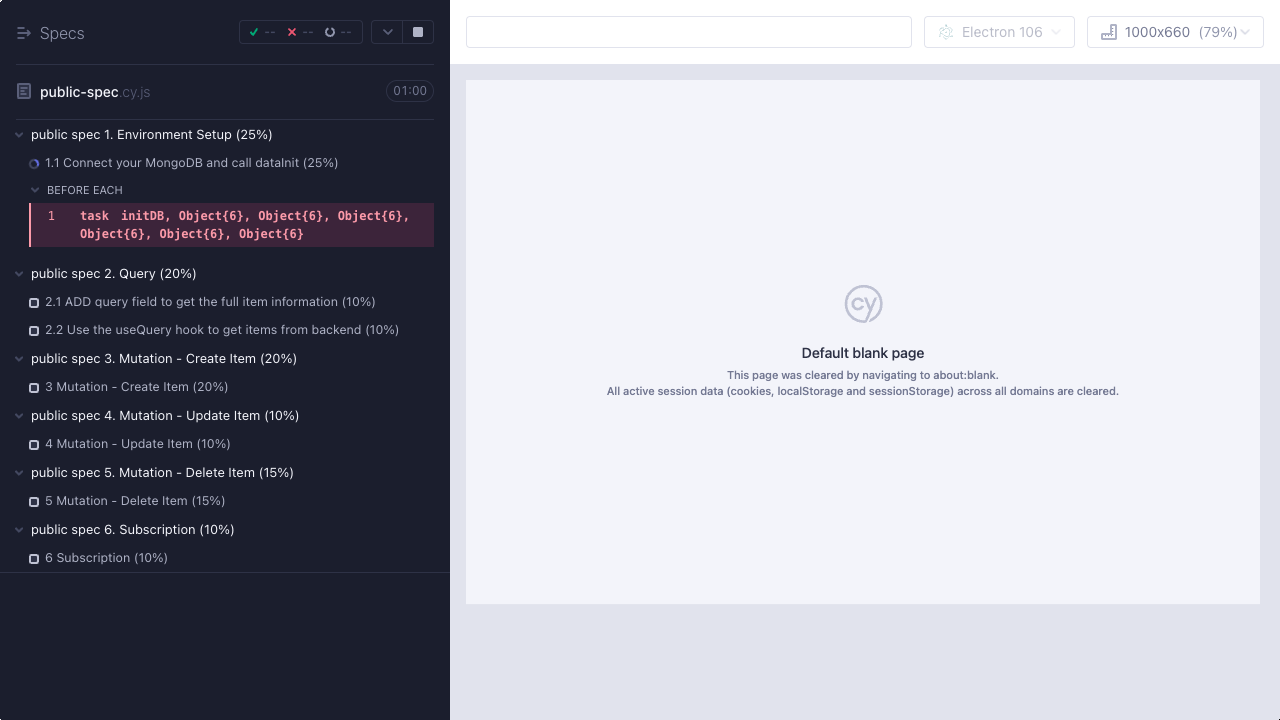 Specs
--
--
--
public-spec.cy.js
01:00
public spec 1. Environment Setup (25%)
1.1 Connect your MongoDB and call dataInit (25%)
BEFORE EACH
1 task initDB, Object{6}, Object{6}, Object{6},
Object{6}, Object{6}, Object{6}
public spec 2. Query (20%)
2.1 ADD query field to get the full item information (10%)
2.2 Use the useQuery hook to get items from backend (10%)
public spec 3. Mutation - Create Item (20%)
3 Mutation - Create Item (20%)
public spec 4. Mutation - Update Item (10%)
4 Mutation - Update Item (10%)
public spec 5. Mutation - Delete Item (15%)
5 Mutation - Delete Item (15%)
public spec 6. Subscription (10%)
6 Subscription (10%)
Electron 106
1000x660 (79%)
cy
Default blank page
This page was cleared by navigating to about:blank.
All active session data (cookies, localStorage and sessionStorage) across all domains are cleared.